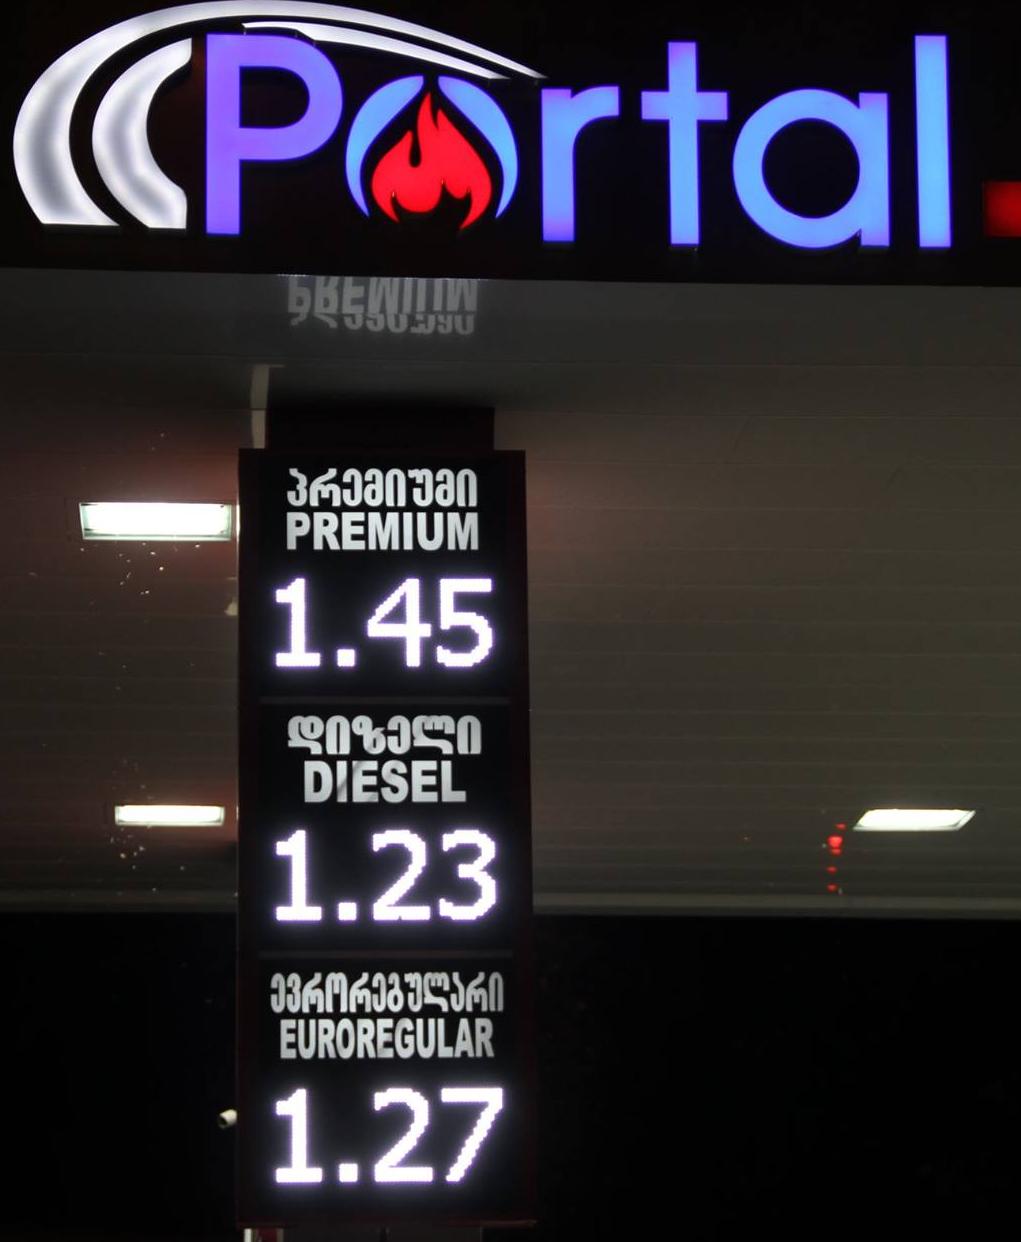 Portal
პრემიუმი
PREMIUM
1.45
დიზელი
DIESEL
1.23
ევრორეგულარი
EUROREGULAR
1.27